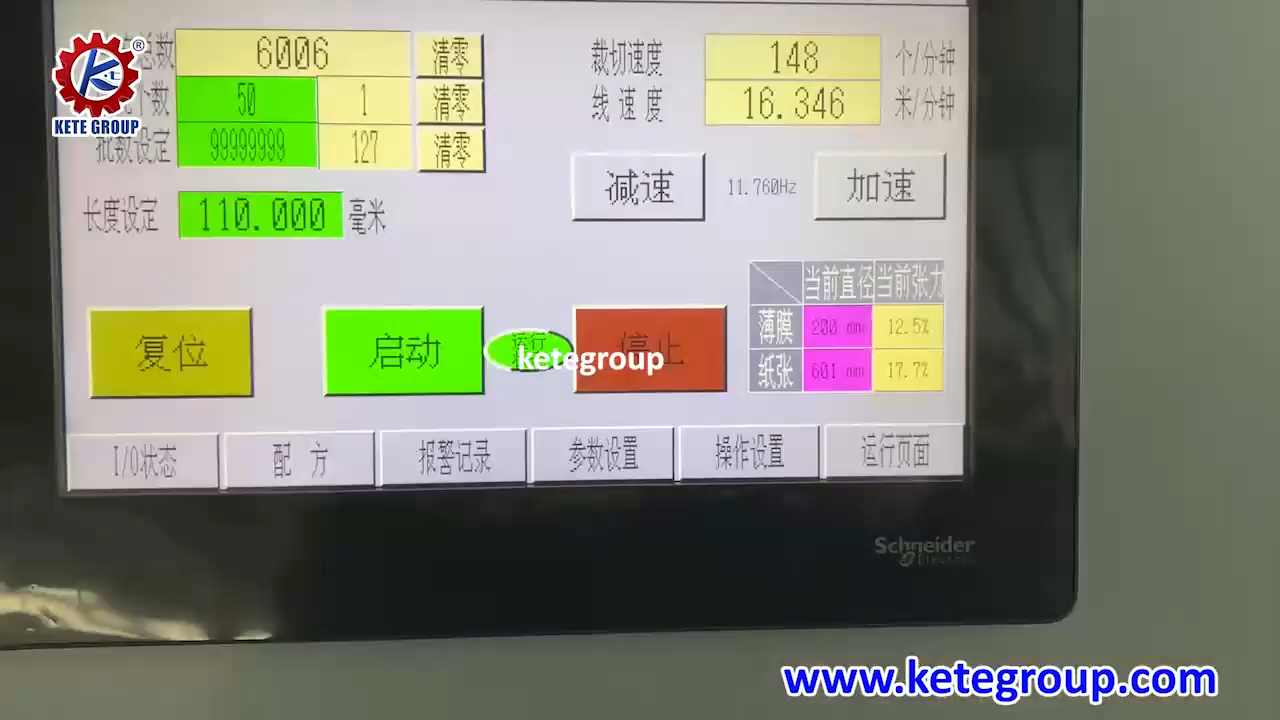 总数 6006 清零 裁切速度 148 个/分钟
个数 50 1 清零 线 速 度 16.346 米/分钟
批数设定 99999999 127 清零
减速 11.760Hz 加速
长度设定 110.000 毫米
当前直径 当前张力
薄膜 200 mm 12.5%
纸张 601 mm 17.7%
复位 启动 运行 停止
ketegroup
I/O状态 配 方 报警记录 参数设置 操作设置 运行页面
Schneider
Electric
KETE GROUP
®
www.ketegroup.com